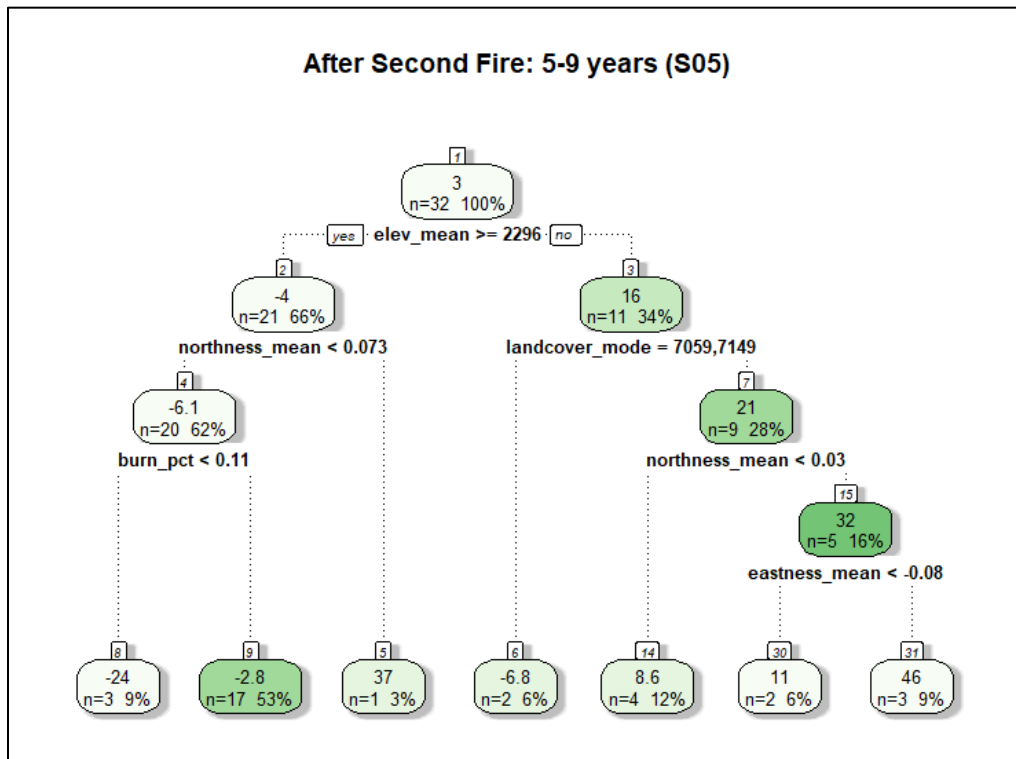 After Second Fire: 5-9 years (S05)
1
3
n=32 100%
yes elev_mean >= 2296 no
2
-4
n=21 66%
3
16
n=11 34%
northness_mean < 0.073
landcover_mode = 7059,7149
4
-6.1
n=20 62%
7
21
n=9 28%
burn_pct < 0.11
northness_mean < 0.03
15
32
n=5 16%
eastness_mean < -0.08
8
-24
n=3 9%
9
-2.8
n=17 53%
5
37
n=1 3%
6
-6.8
n=2 6%
14
8.6
n=4 12%
30
11
n=2 6%
31
46
n=3 9%